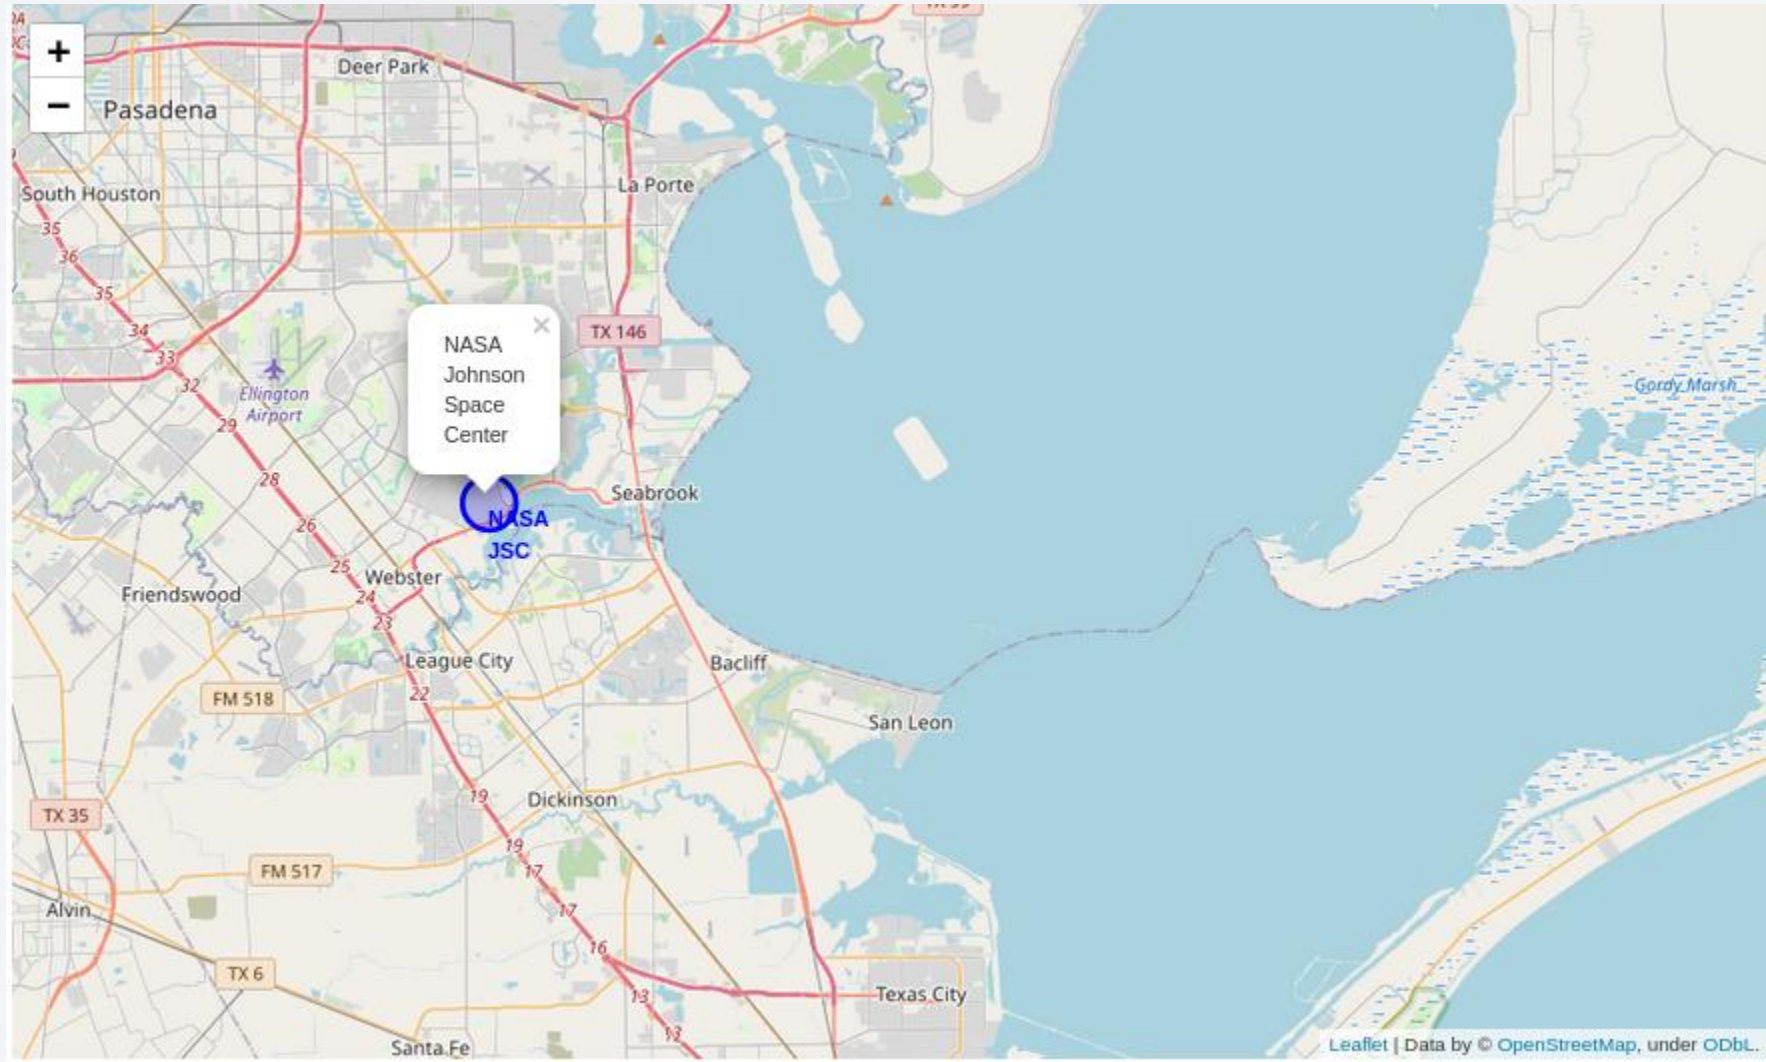 TX 99
+
−
Deer Park
Pasadena
South Houston
La Porte
35
36
35
34
33
32
29
28
26
25
24
23
22
19
19
17
17
16
13
13
TX 146
NASA
Johnson
Space
Center
×
Ellington
Airport
Gordy Marsh
Seabrook
NASA
JSC
Webster
Friendswood
League City
Bacliff
FM 518
San Leon
Dickinson
TX 35
FM 517
Alvin
TX 6
Texas City
Santa Fe
Leaflet | Data by © OpenStreetMap, under ODbL.